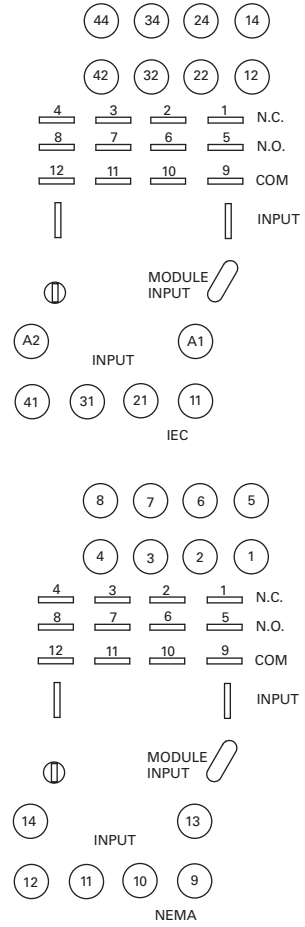 44 34 24 14
42 32 22 12
4 3 2 1 N.C.
8 7 6 5 N.O.
12 11 10 9 COM
INPUT
MODULE
INPUT
A2 A1
INPUT
41 31 21 11
IEC
8 7 6 5
4 3 2 1
4 3 2 1 N.C.
8 7 6 5 N.O.
12 11 10 9 COM
INPUT
MODULE
INPUT
14 13
INPUT
12 11 10 9
NEMA